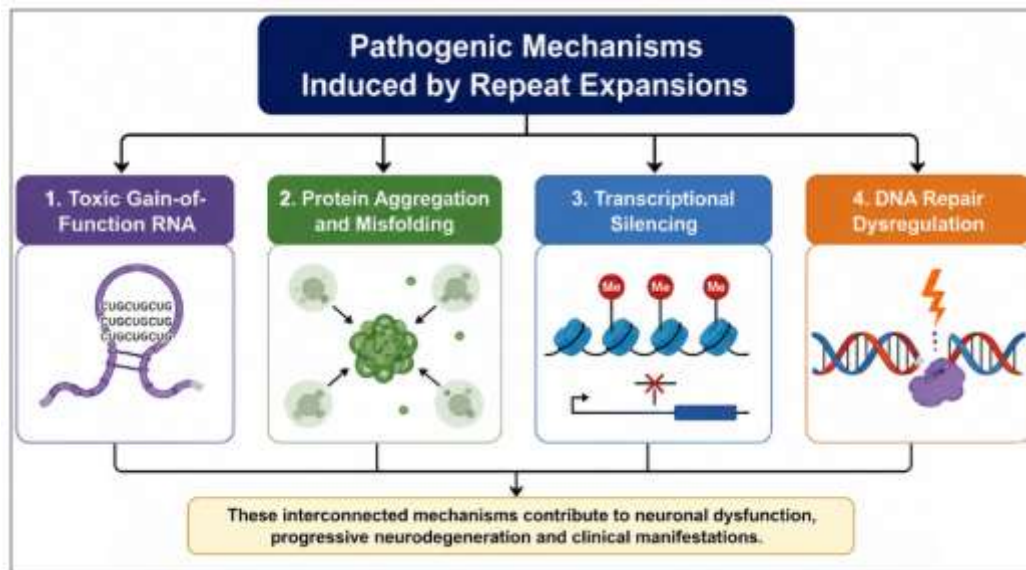 Pathogenic Mechanisms
Induced by Repeat Expansions
1. Toxic Gain-of-
Function RNA
2. Protein Aggregation
and Misfolding
3. Transcriptional
Silencing
4. DNA Repair
Dysregulation
CUGCUGCUG
CUGCUGCUG
CUGCUGCUG
Me Me Me
These interconnected mechanisms contribute to neuronal dysfunction,
progressive neurodegeneration and clinical manifestations.